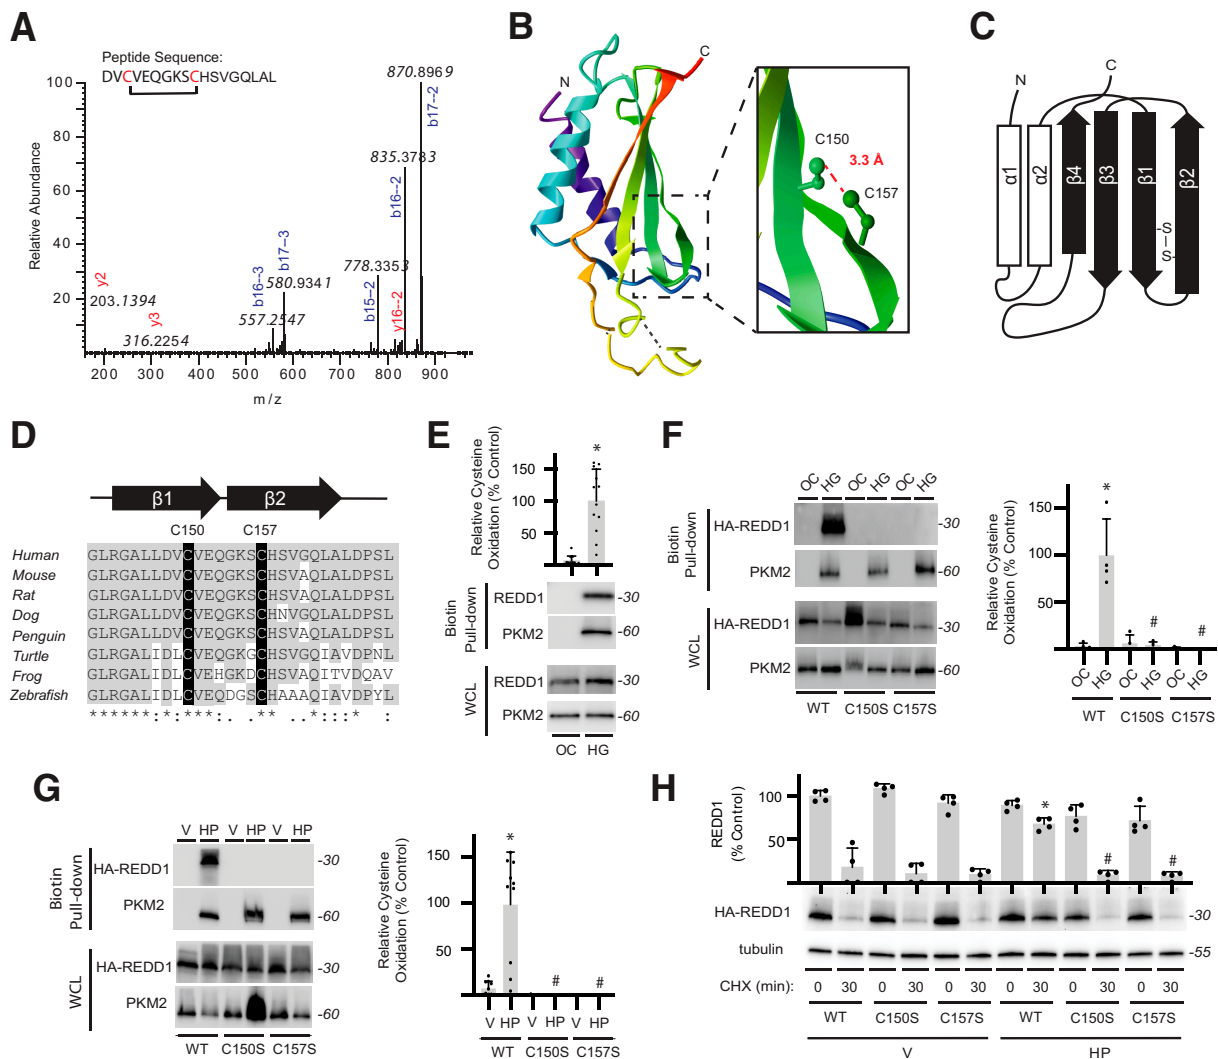 A
Peptide Sequence:
DVCVEQGKSCHSVGQLAL
Relative Abundance
100
80
60
40
20
200 300 400 500 600 700 800 900
m/z
y2
203.1394
y3
316.2254
b16--3
557.2547
b17--3
580.9341
b15--2
778.3353
y16--2
b16--2
835.3783
b17--2
870.8969
B
N
C
C150
3.3 Å
C157
C
N
C
α1
α2
β4
β3
β1
β2
-S
S-
D
β1
β2
C150 C157
Human GLRGALLDVCVEQGKSCHSVGQLALDPSL
Mouse GLRGALLDVCVEQGKSCHSVAQLALDPSL
Rat GLRGALLDVCVEQGKSCHSVAQLALDPSL
Dog GLRGALLDVCVEQGKSCHNVGQLALDPSL
Penguin GLRGALLDVCVEQGKSCHSVAQLALDPSL
Turtle GLRGALIDLCVEQGKGCHSVGQIAVDPNL
Frog GLRGALIDLCVEHGKDCHSVGQITVDQAV
Zebrafish GLRGALIDLCVEQDGSCHAAAQIAVDPYL
E
Relative Cysteine
Oxidation (% Control)
150
100
50
*
Biotin
Pull-down
REDD1 -30
PKM2 -60
WCL
REDD1 -30
PKM2 -60
OC HG
F
OC HG OC HG OC HG
Biotin
Pull-down
HA-REDD1 -30
PKM2 -60
WCL
HA-REDD1 -30
PKM2 -60
WT C150S C157S
Relative Cysteine
Oxidation (% Control)
150
100
50
* # #
OC HG OC HG OC HG
WT C150S C157S
G
V HP V HP V HP
Biotin
Pull-down
HA-REDD1 -30
PKM2 -60
WCL
HA-REDD1 -30
PKM2 -60
WT C150S C157S
Relative Cysteine
Oxidation (% Control)
150
100
50
* # #
V HP V HP V HP
WT C150S C157S
H
REDD1
(% Control)
100
50
* # #
HA-REDD1 -30
tubulin -55
CHX (min): 0 30 0 30 0 30 0 30 0 30 0 30
WT C150S C157S WT C150S C157S
V HP